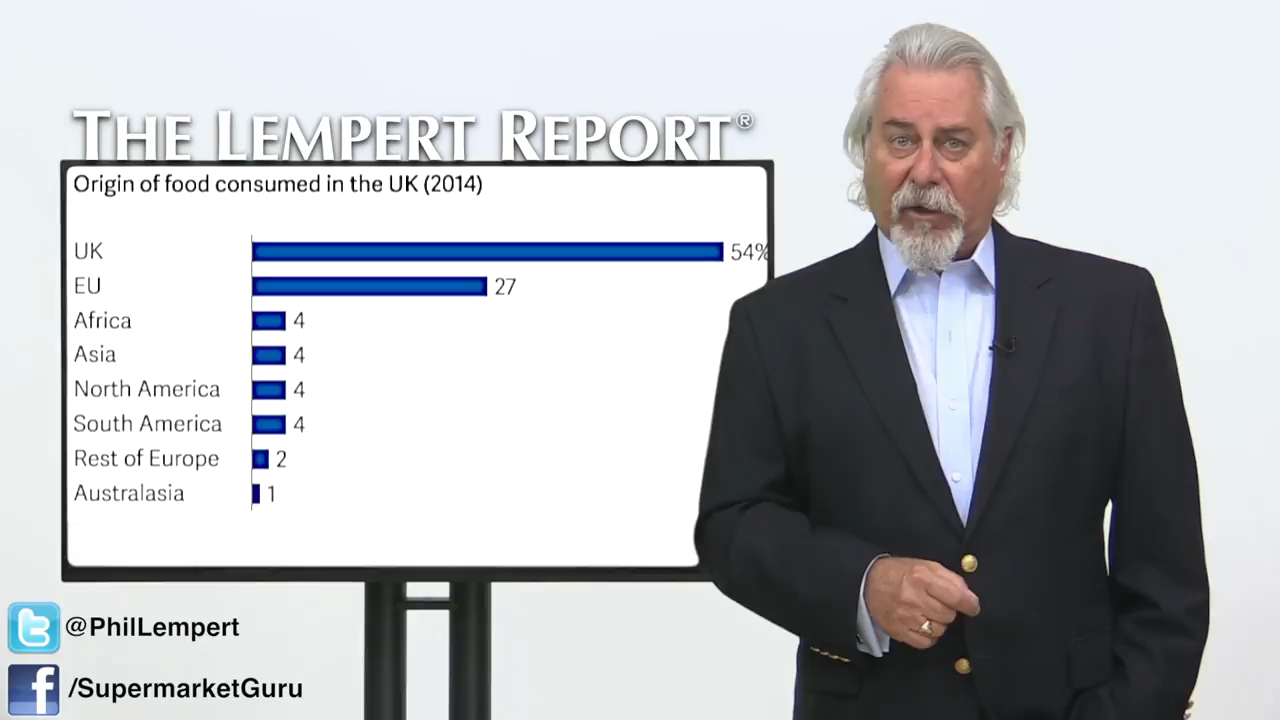 THE LEMPERT REPORT®
Origin of food consumed in the UK (2014)
UK 54%
EU 27
Africa 4
Asia 4
North America 4
South America 4
Rest of Europe 2
Australasia 1
@PhilLempert
/SupermarketGuru